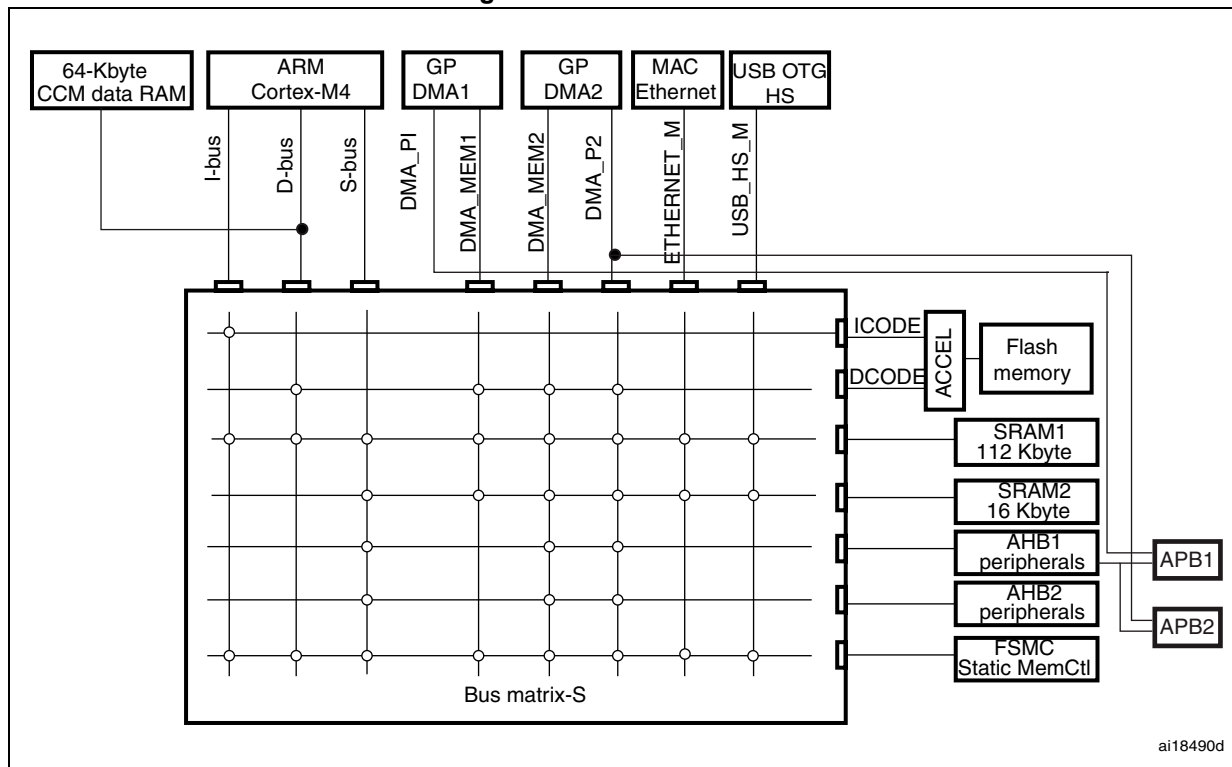 64-Kbyte
CCM data RAM
ARM
Cortex-M4
GP
DMA1
GP
DMA2
MAC
Ethernet
USB OTG
HS
I-bus
D-bus
S-bus
DMA_PI
DMA_MEM1
DMA_MEM2
DMA_P2
ETHERNET_M
USB_HS_M
ICODE
DCODE
ACCEL
Flash
memory
SRAM1
112 Kbyte
SRAM2
16 Kbyte
AHB1
peripherals
AHB2
peripherals
FSMC
Static MemCtl
APB1
APB2
Bus matrix-S
ai18490d